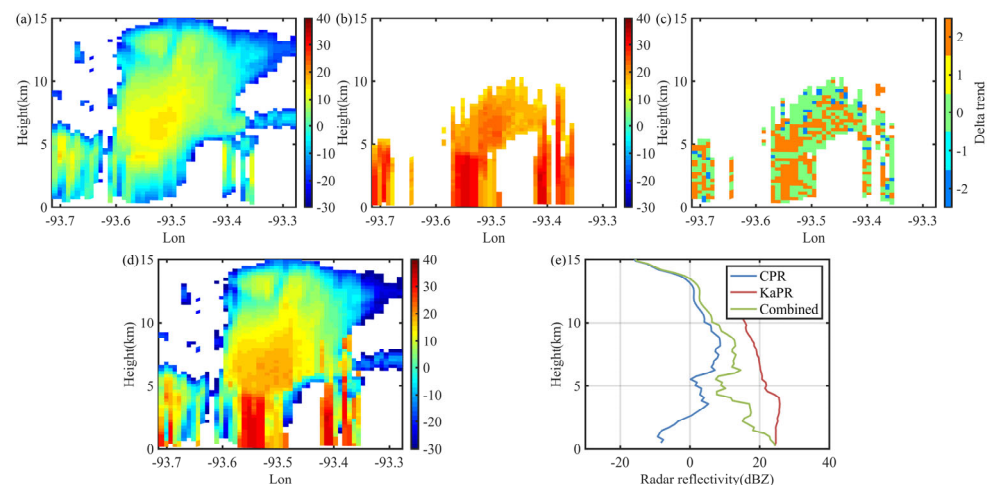 (a) 15 10 5 0
Height(km)
-93.7 -93.6 -93.5 -93.4 -93.3
Lon
40 30 20 10 0 -10 -20 -30
(b) 15 10 5 0
Height(km)
-93.7 -93.6 -93.5 -93.4 -93.3
Lon
40 30 20 10 0 -10 -20 -30
(c) 15 10 5 0
Height(km)
-93.7 -93.6 -93.5 -93.4 -93.3
Lon
2 1 0 -1 -2
Delta trend
(d) 15 10 5 0
Height(km)
-93.7 -93.6 -93.5 -93.4 -93.3
Lon
40 30 20 10 0 -10 -20 -30
(e) 15 10 5 0
Height(km)
CPR
KaPR
Combined
-20 0 20 40
Radar reflectivity(dBZ)